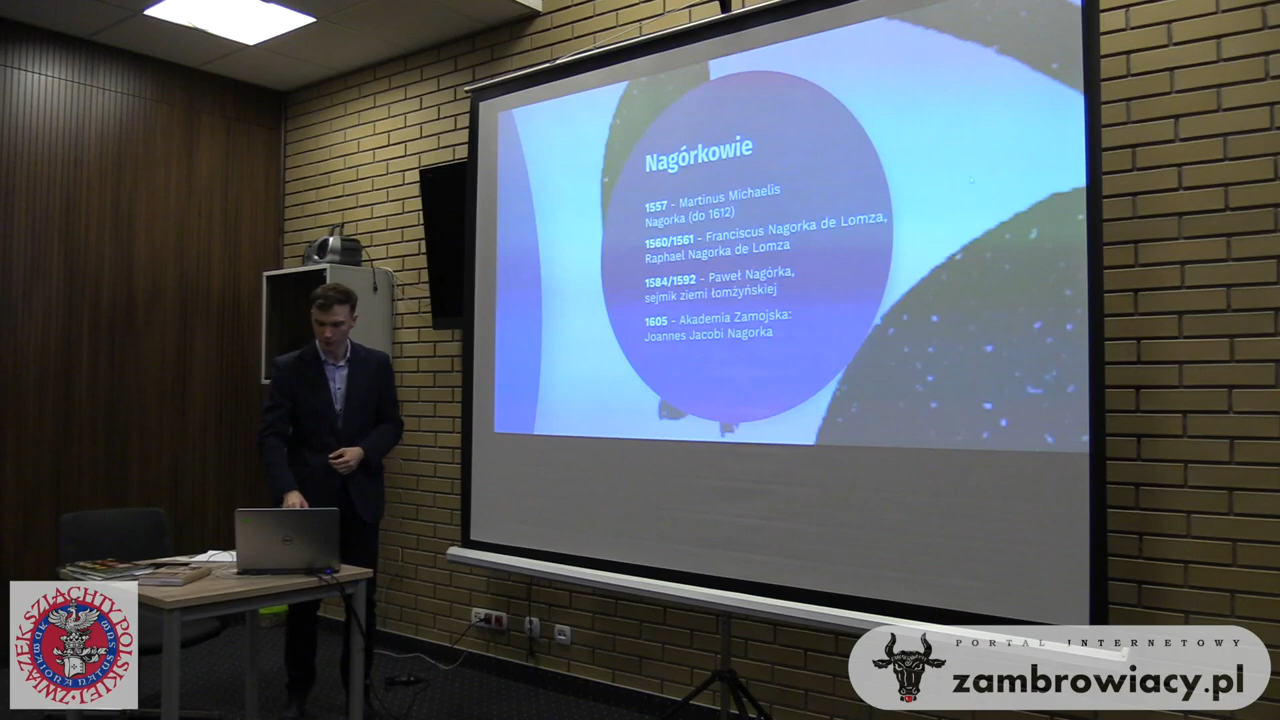 Nagórkowie
1557 - Martinus Michaelis
Nagorka (do 1612)
1560/1561 - Franciscus Nagorka de Lomza,
Raphael Nagorka de Lomza
1584/1592 - Paweł Nagórka,
sejmik ziemi łomżyńskiej
1605 - Akademia Zamojska:
Joannes Jacobi Nagorka
DELL
ZWIĄZEK SZLACHTY POLSKIEJ
PORTAL INTERNETOWY
zambrowiacy.pl